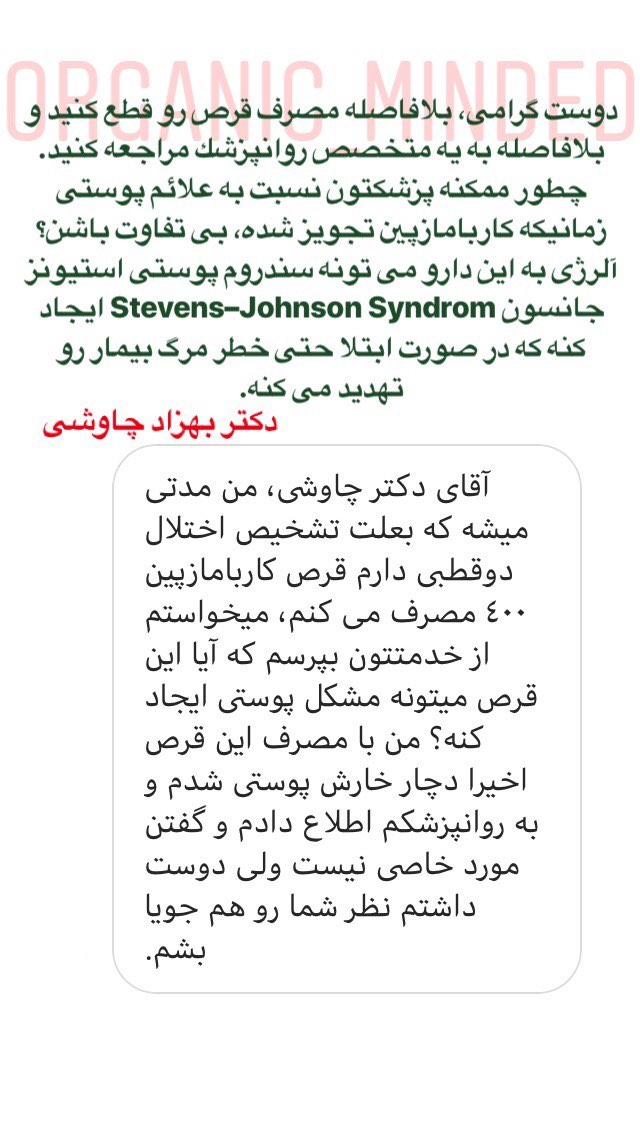 ORGANIC MINDED
دوست گرامی، بلافاصله مصرف قرص رو قطع کنید و
بلافاصله به یه متخصص روانپزشك مراجعه کنید.
چطور ممکنه پزشکتون نسبت به علائم پوستی
زمانیکه کاربامازپین تجویز شده، بی تفاوت باشن؟
آلرژی به این دارو می تونه سندروم پوستی استیونز
جانسون Stevens–Johnson Syndrom ایجاد
کنه که در صورت ابتلا حتی خطر مرگ بیمار رو
تهدید می کنه.
دکتر بهزاد چاوشی
آقای دکتر چاوشی، من مدتی
میشه که بعلت تشخیص اختلال
دوقطبی دارم قرص کاربامازپین
٤٠٠ مصرف می کنم، میخواستم
از خدمتتون بپرسم که آیا این
قرص میتونه مشکل پوستی ایجاد
کنه؟ من با مصرف این قرص
اخیرا دچار خارش پوستی شدم و
به روانپزشکم اطلاع دادم و گفتن
مورد خاصی نیست ولی دوست
داشتم نظر شما رو هم جویا
بشم.